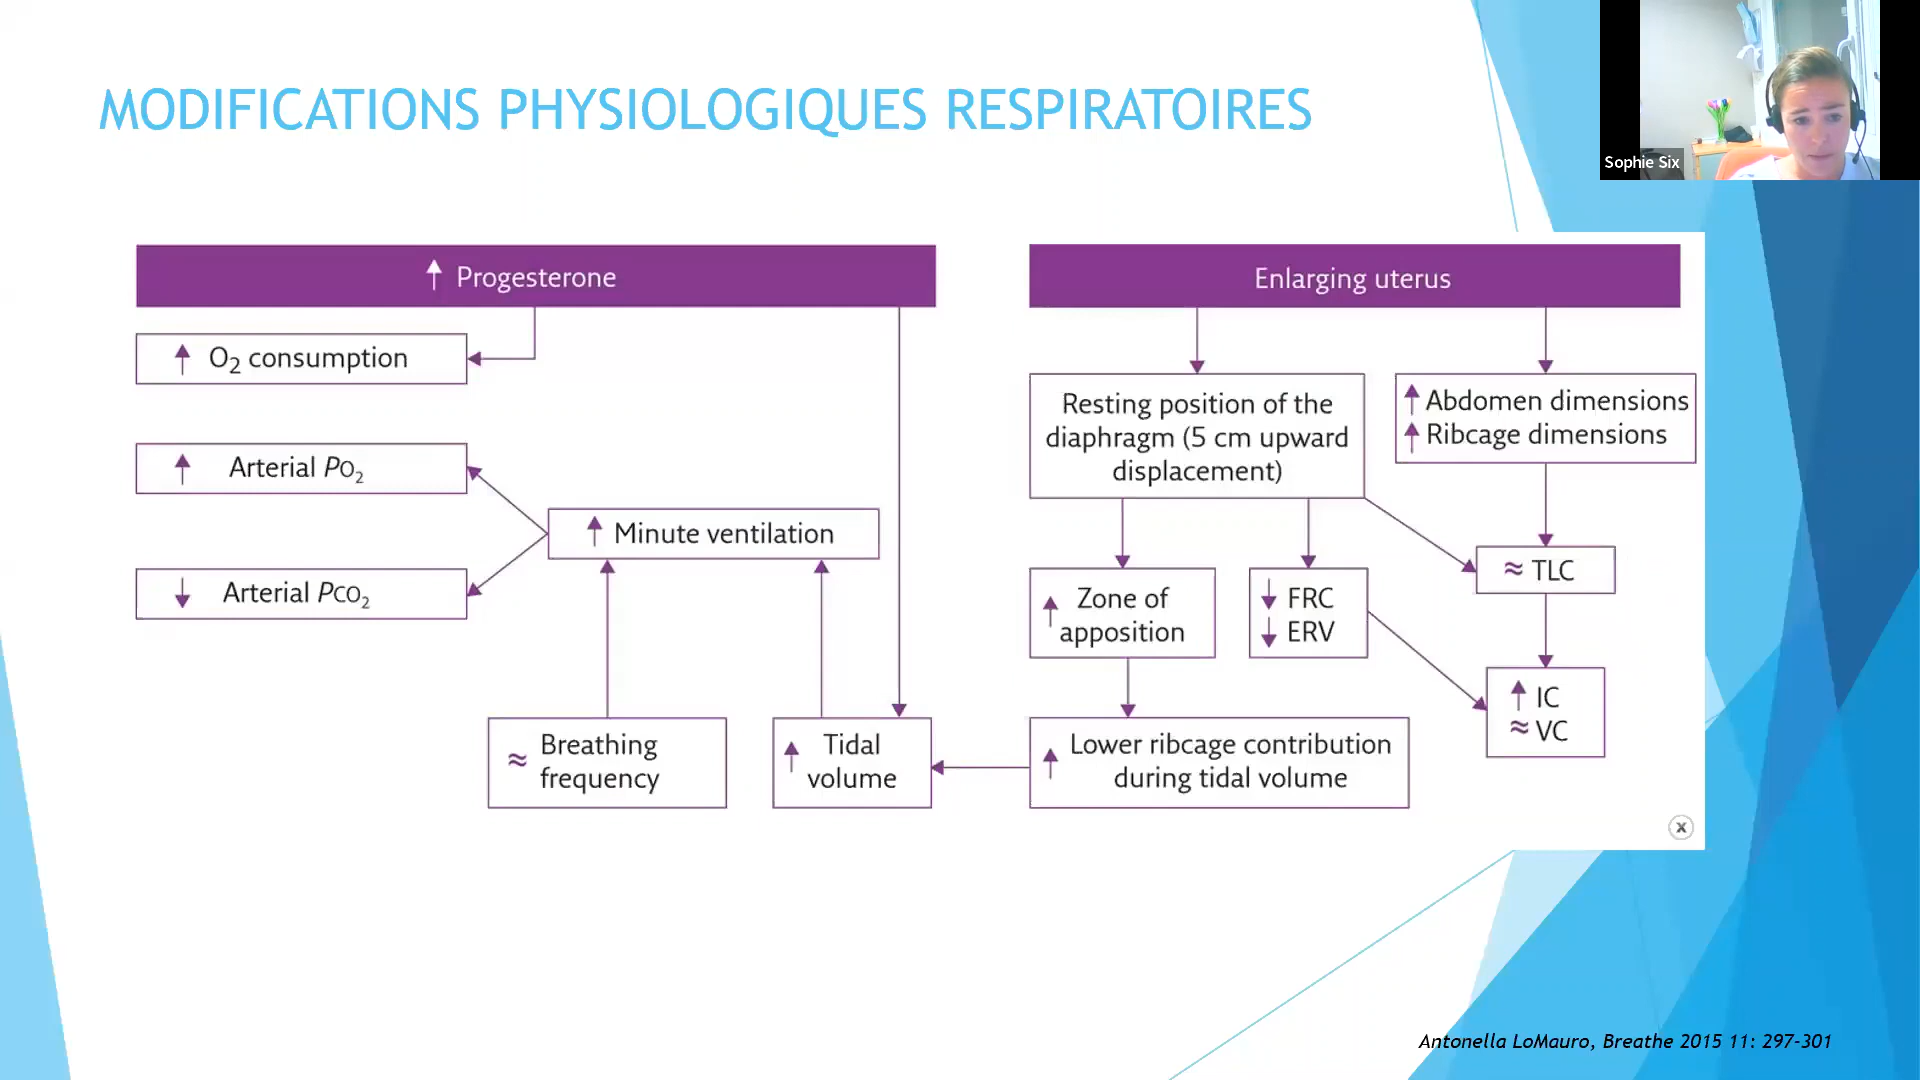 MODIFICATIONS PHYSIOLOGIQUES RESPIRATOIRES
Sophie Six
↑ Progesterone
↑ O₂ consumption
↑ Arterial PO₂
↑ Minute ventilation
↓ Arterial PCO₂
≈ Breathing
frequency
↑ Tidal
volume
Enlarging uterus
Resting position of the
diaphragm (5 cm upward
displacement)
↑ Abdomen dimensions
↑ Ribcage dimensions
≈ TLC
↑ Zone of
apposition
↓ FRC
↓ ERV
↑ IC
≈ VC
↑ Lower ribcage contribution
during tidal volume
x
Antonella LoMauro, Breathe 2015 11: 297-301